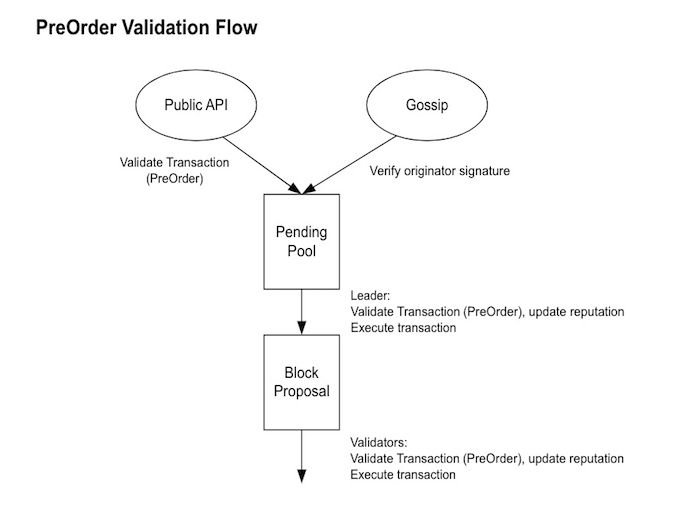 PreOrder Validation Flow
Public API
Gossip
Validate Transaction
(PreOrder)
Verify originator signature
Pending
Pool
Leader:
Validate Transaction (PreOrder), update reputation
Execute transaction
Block
Proposal
Validators:
Validate Transaction (PreOrder), update reputation
Execute transaction